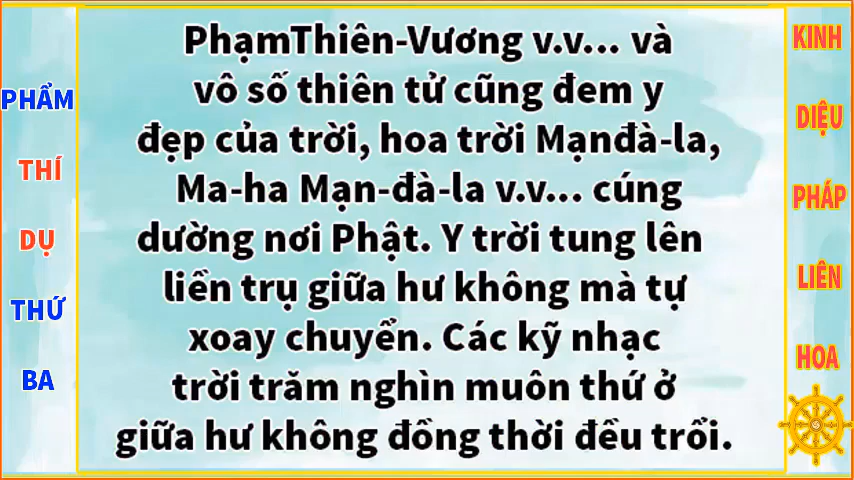 PHẨM
THÍ
DỤ
THỨ
BA
PhạmThiên-Vương v.v... và
vô số thiên tử cũng đem y
đẹp của trời, hoa trời Mạnđà-la,
Ma-ha Mạn-đà-la v.v... cúng
dường nơi Phật. Y trời tung lên
liền trụ giữa hư không mà tự
xoay chuyển. Các kỹ nhạc
trời trăm nghìn muôn thứ ở
giữa hư không đồng thời đều trổi.
KINH
DIỆU
PHÁP
LIÊN
HOA